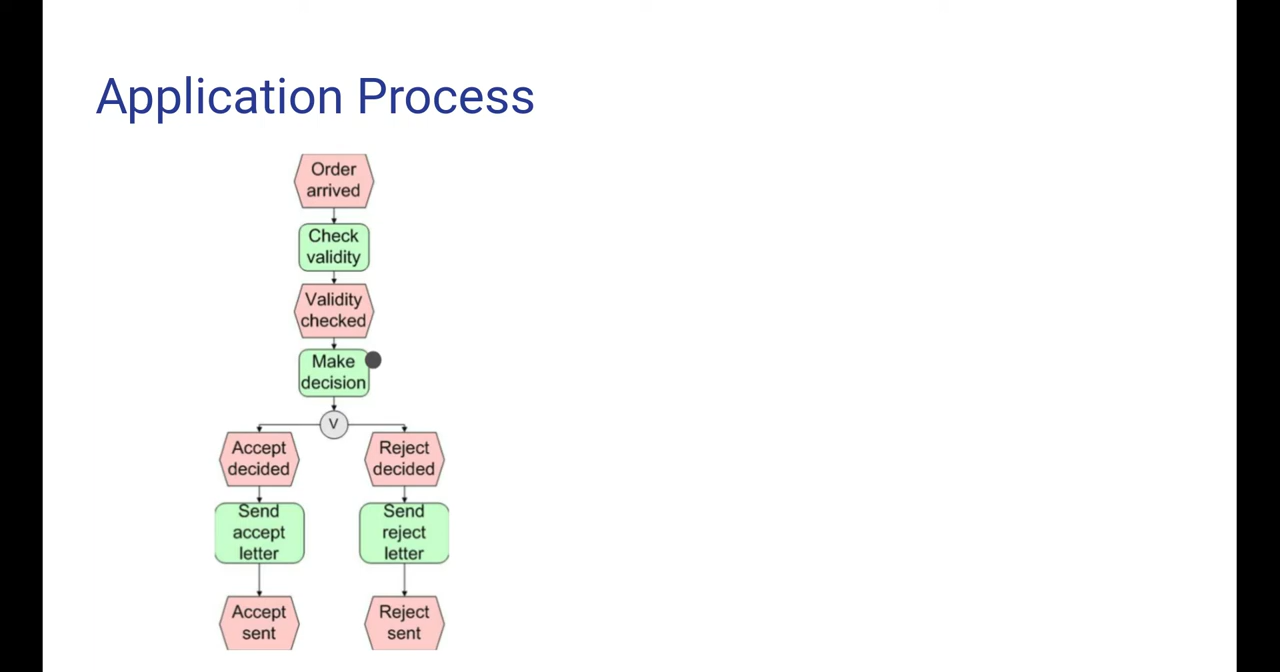 Application Process
Order
arrived
Check
validity
Validity
checked
Make
decision
V
Accept
decided
Reject
decided
Send
accept
letter
Send
reject
letter
Accept
sent
Reject
sent